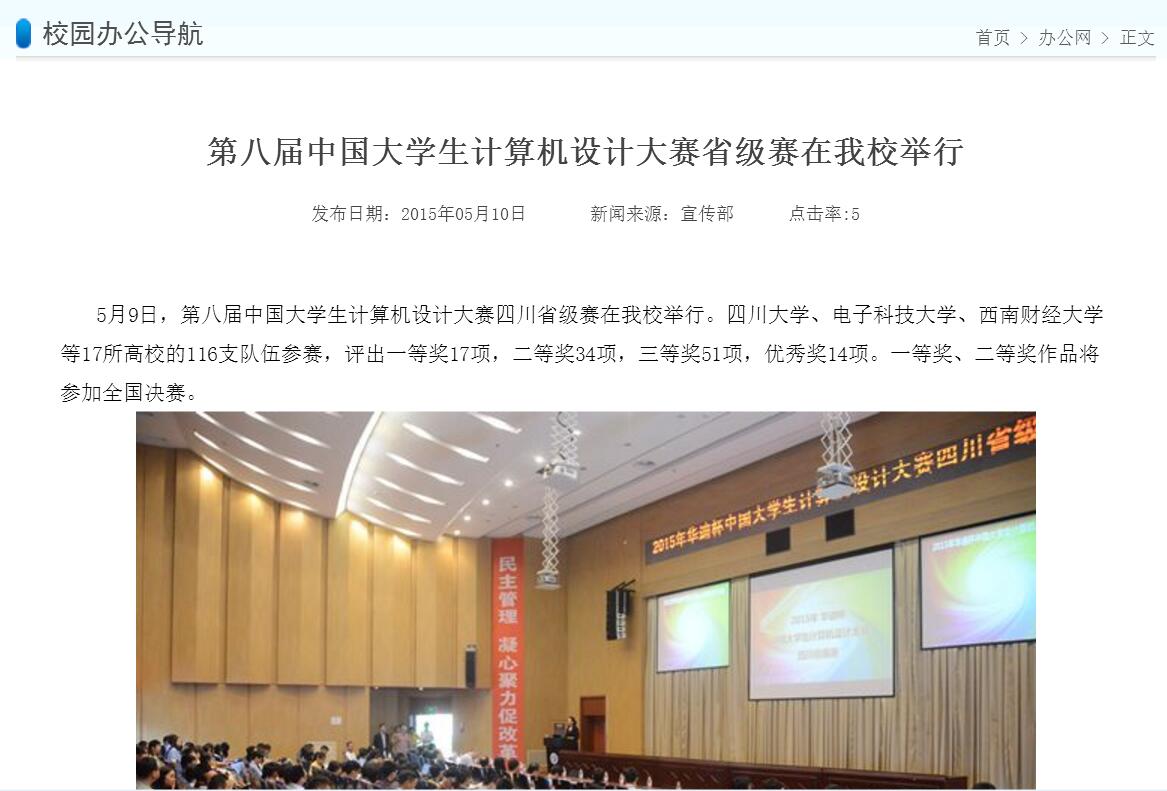 校园办公导航
首页 > 办公网 > 正文
第八届中国大学生计算机设计大赛省级赛在我校举行
发布日期：2015年05月10日 新闻来源：宣传部 点击率:5
5月9日，第八届中国大学生计算机设计大赛四川省级赛在我校举行。四川大学、电子科技大学、西南财经大学
等17所高校的116支队伍参赛，评出一等奖17项，二等奖34项，三等奖51项，优秀奖14项。一等奖、二等奖作品将
参加全国决赛。
2015年华迪杯中国大学生计算机设计大赛四川省级
民主管理 凝心聚力促改革